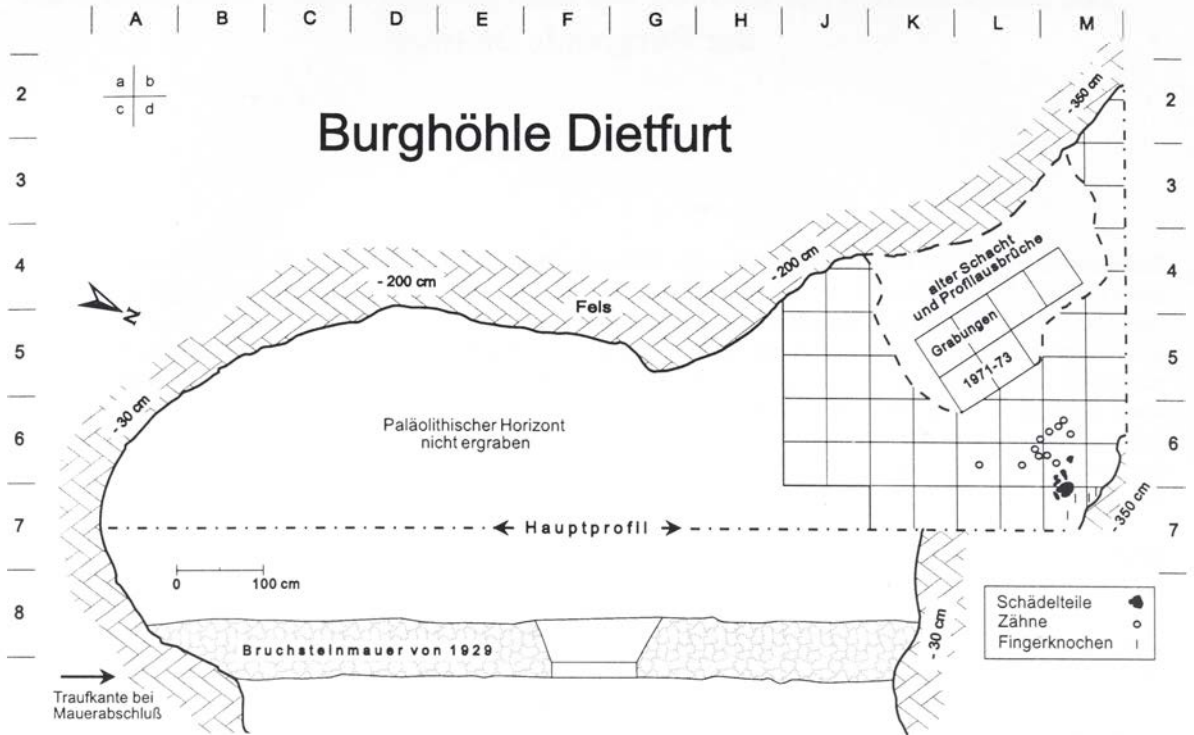 A B C D E F G H J K L M
a b
c d
2 2
Burghöhle Dietfurt
- 350 cm
3 3
4 4
- 200 cm
- 200 cm
alter Schacht
und Profilausbrüche
N
Fels
Grabungen
1971-73
5 5
- 30 cm
Paläolithischer Horizont
nicht ergraben
6 6
- 350 cm
7 7
Hauptprofil
0 100 cm
8
- 30 cm
Schädelteile
Zähne
Fingerknochen
Bruchsteinmauer von 1929
Traufkante bei
Mauerabschluß